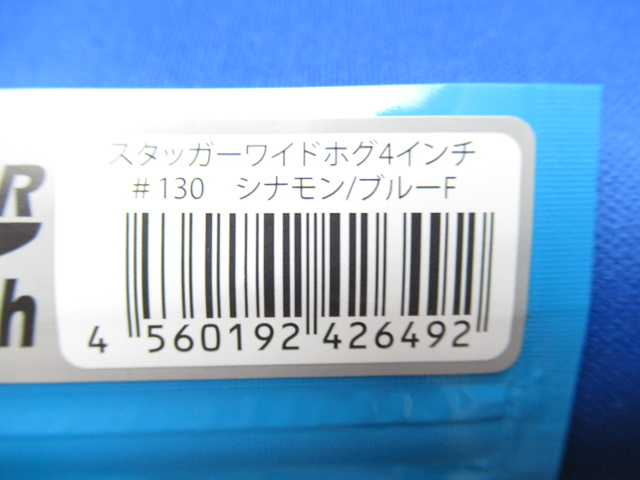 スタッガーワイドホグ4インチ
#130　シナモン/ブルーF
4 560192 426492
R
h